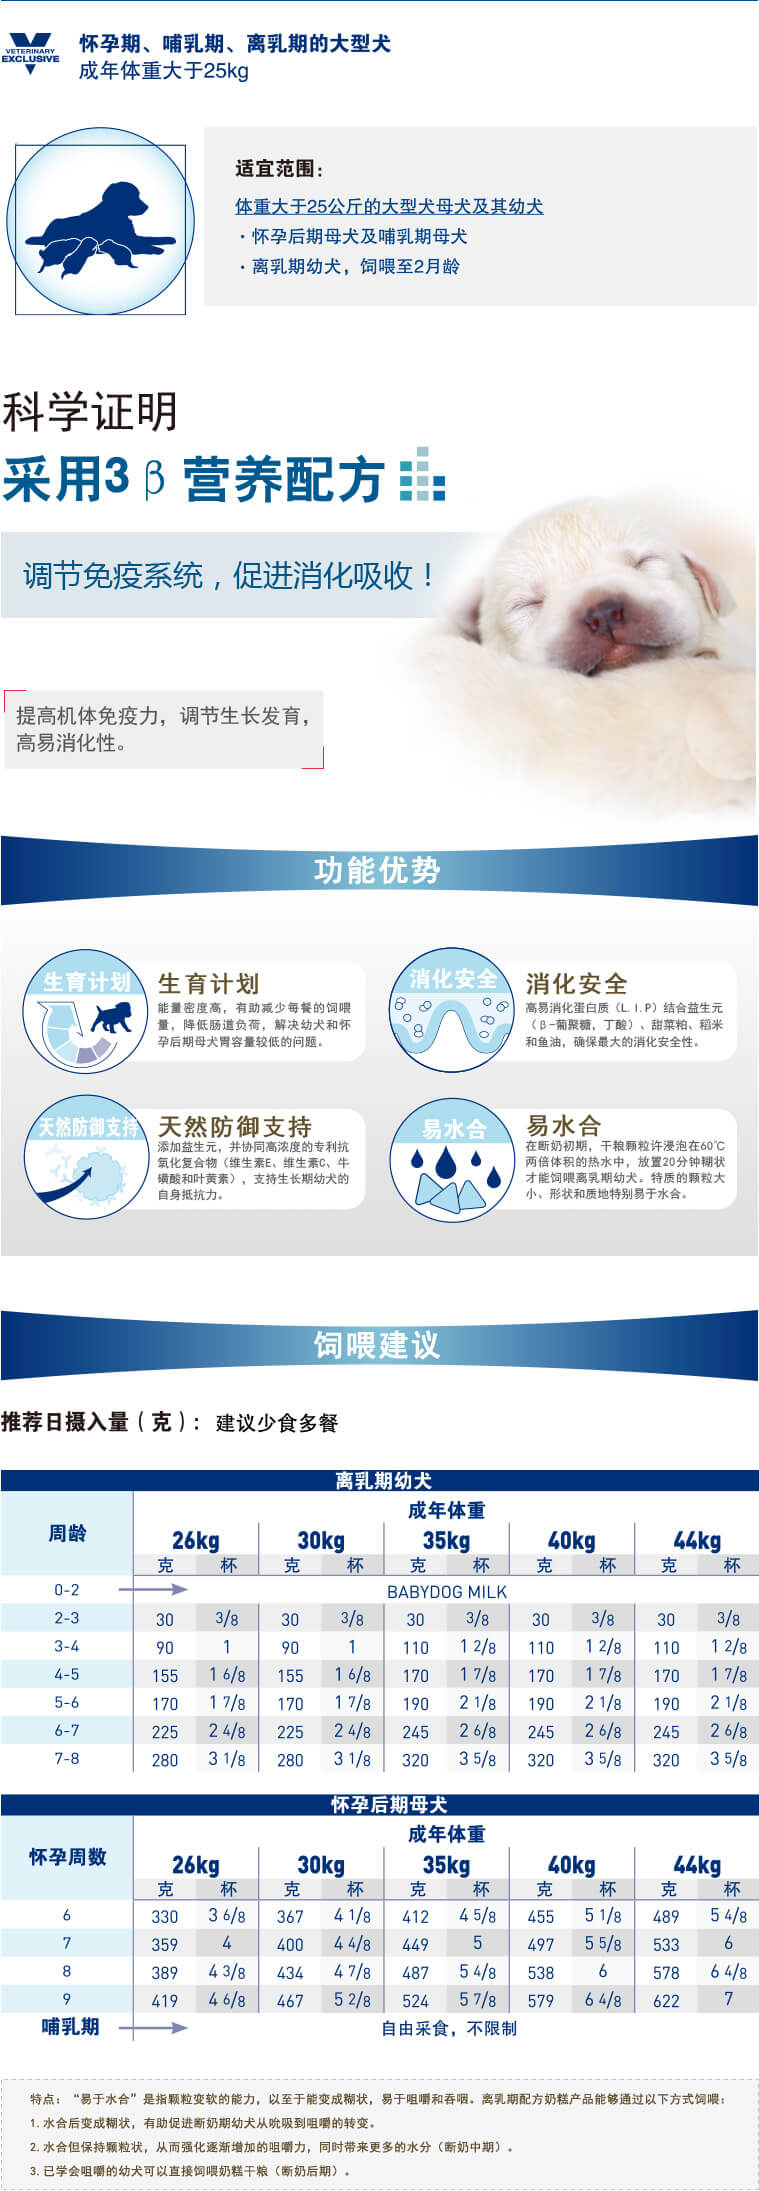 VETERINARY
EXCLUSIVE
怀孕期、哺乳期、离乳期的大型犬
成年体重大于25kg
适宜范围：
体重大于25公斤的大型犬母犬及其幼犬
· 怀孕后期母犬及哺乳期母犬
· 离乳期幼犬，饲喂至2月龄
科学证明
采用3β营养配方
调节免疫系统，促进消化吸收！
提高机体免疫力，调节生长发育，
高易消化性。
功能优势
生育计划
生育计划
能量密度高，有助减少每餐的饲喂
量，降低肠道负荷，解决幼犬和怀
孕后期母犬胃容量较低的问题。
消化安全
消化安全
高易消化蛋白质（L.I.P）结合益生元
（β-葡聚糖，丁酸）、甜菜粕、稻米
和鱼油，确保最大的消化安全性。
天然防御支持
天然防御支持
添加益生元，并协同高浓度的专利抗
氧化复合物（维生素E、维生素C、牛
磺酸和叶黄素），支持生长期幼犬的
自身抵抗力。
易水合
易水合
在断奶初期，干粮颗粒许浸泡在60℃
两倍体积的热水中，放置20分钟糊状
才能饲喂离乳期幼犬。特质的颗粒大
小、形状和质地特别易于水合。
饲喂建议
推荐日摄入量（克）：建议少食多餐
离乳期幼犬
周龄 成年体重
26kg 30kg 35kg 40kg 44kg
克 杯 克 杯 克 杯 克 杯 克 杯
0-2 BABYDOG MILK
2-3 30 3/8 30 3/8 30 3/8 30 3/8 30 3/8
3-4 90 1 90 1 110 1 2/8 110 1 2/8 110 1 2/8
4-5 155 1 6/8 155 1 6/8 170 1 7/8 170 1 7/8 170 1 7/8
5-6 170 1 7/8 170 1 7/8 190 2 1/8 190 2 1/8 190 2 1/8
6-7 225 2 4/8 225 2 4/8 245 2 6/8 245 2 6/8 245 2 6/8
7-8 280 3 1/8 280 3 1/8 320 3 5/8 320 3 5/8 320 3 5/8
怀孕后期母犬
怀孕周数 成年体重
26kg 30kg 35kg 40kg 44kg
克 杯 克 杯 克 杯 克 杯 克 杯
6 330 3 6/8 367 4 1/8 412 4 5/8 455 5 1/8 489 5 4/8
7 359 4 400 4 4/8 449 5 497 5 5/8 533 6
8 389 4 3/8 434 4 7/8 487 5 4/8 538 6 578 6 4/8
9 419 4 6/8 467 5 2/8 524 5 7/8 579 6 4/8 622 7
哺乳期 自由采食，不限制
特点：“易于水合”是指颗粒变软的能力，以至于能变成糊状，易于咀嚼和吞咽。离乳期配方奶糕产品能够通过以下方式饲喂：
1.水合后变成糊状，有助促进断奶期幼犬从吮吸到咀嚼的转变。
2.水合但保持颗粒状，从而强化逐渐增加的咀嚼力，同时带来更多的水分（断奶中期）。
3.已学会咀嚼的幼犬可以直接饲喂奶糕干粮（断奶后期）。